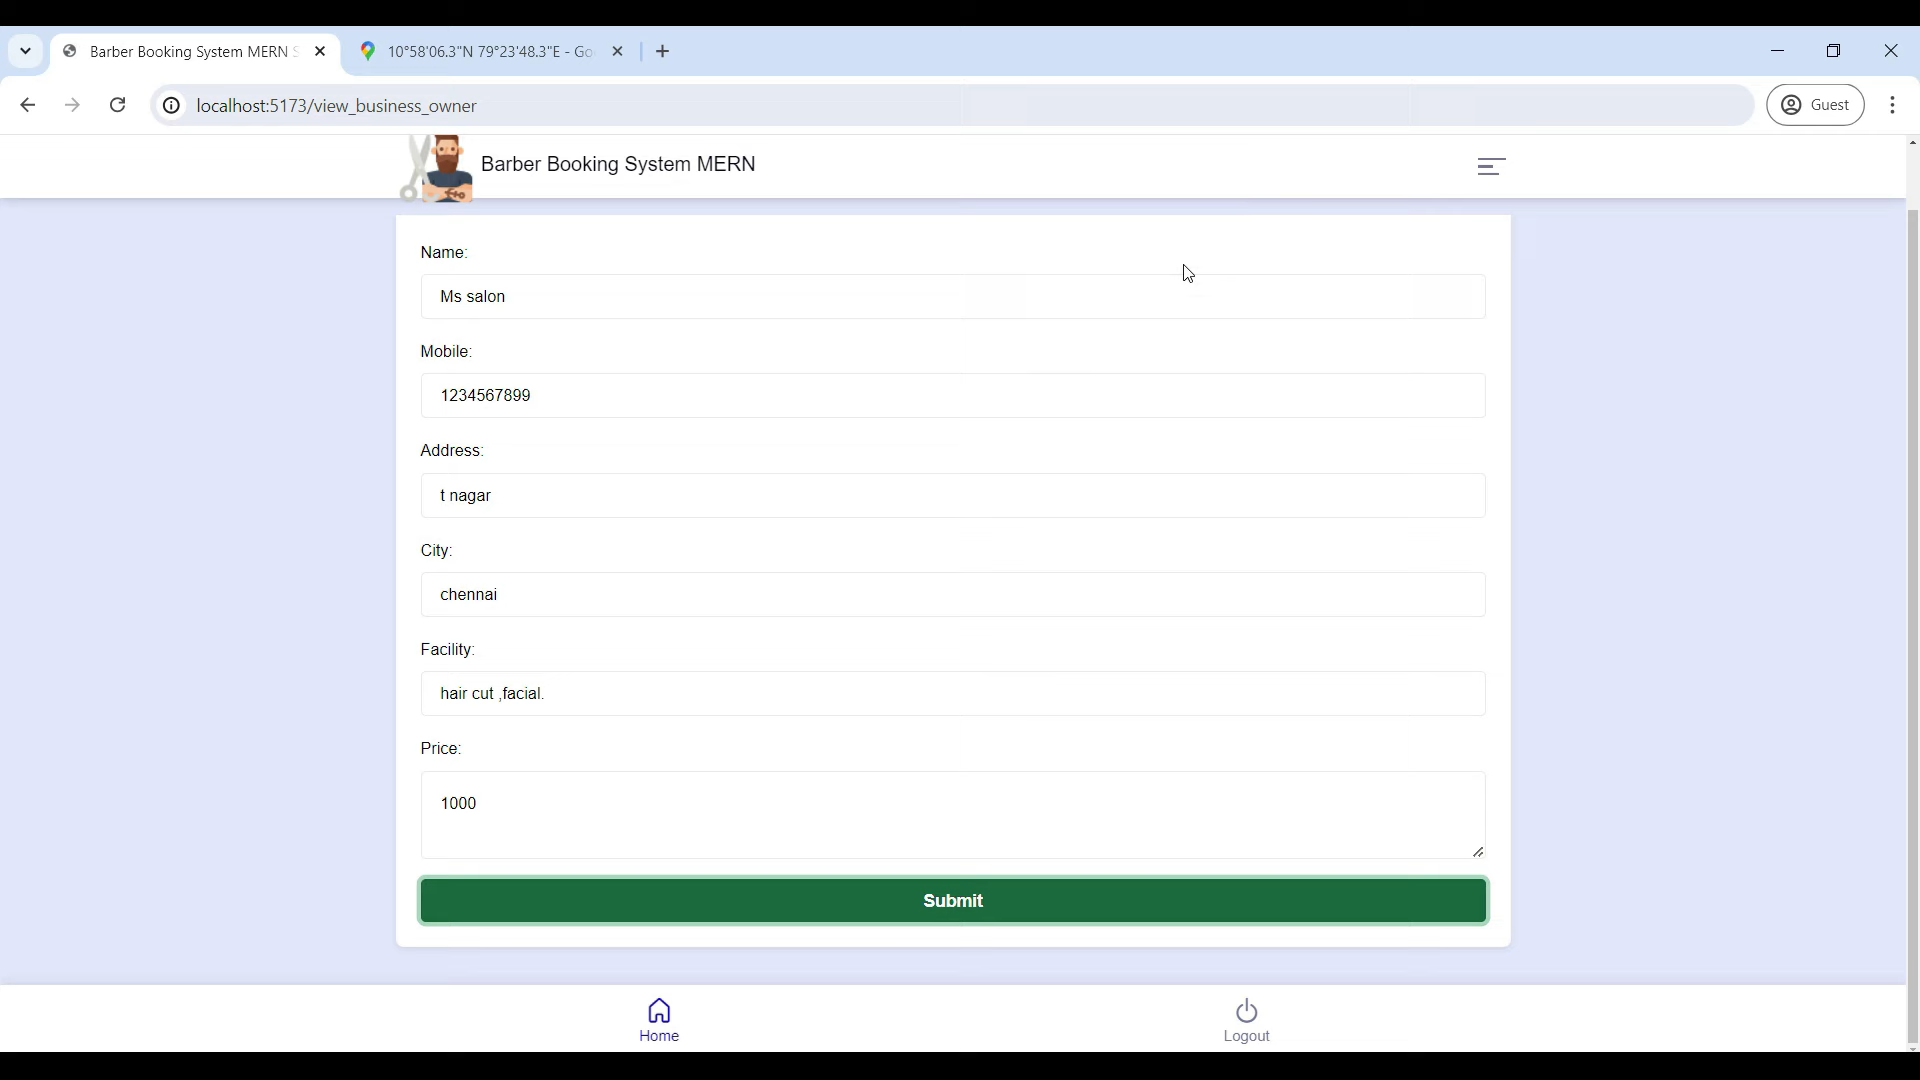 Barber Booking System MERN S
10°58'06.3"N 79°23'48.3"E - Go
localhost:5173/view_business_owner
Guest
Barber Booking System MERN
Name:
Ms salon
Mobile:
1234567899
Address:
t nagar
City:
chennai
Facility:
hair cut ,facial.
Price:
1000
Submit
Home
Logout